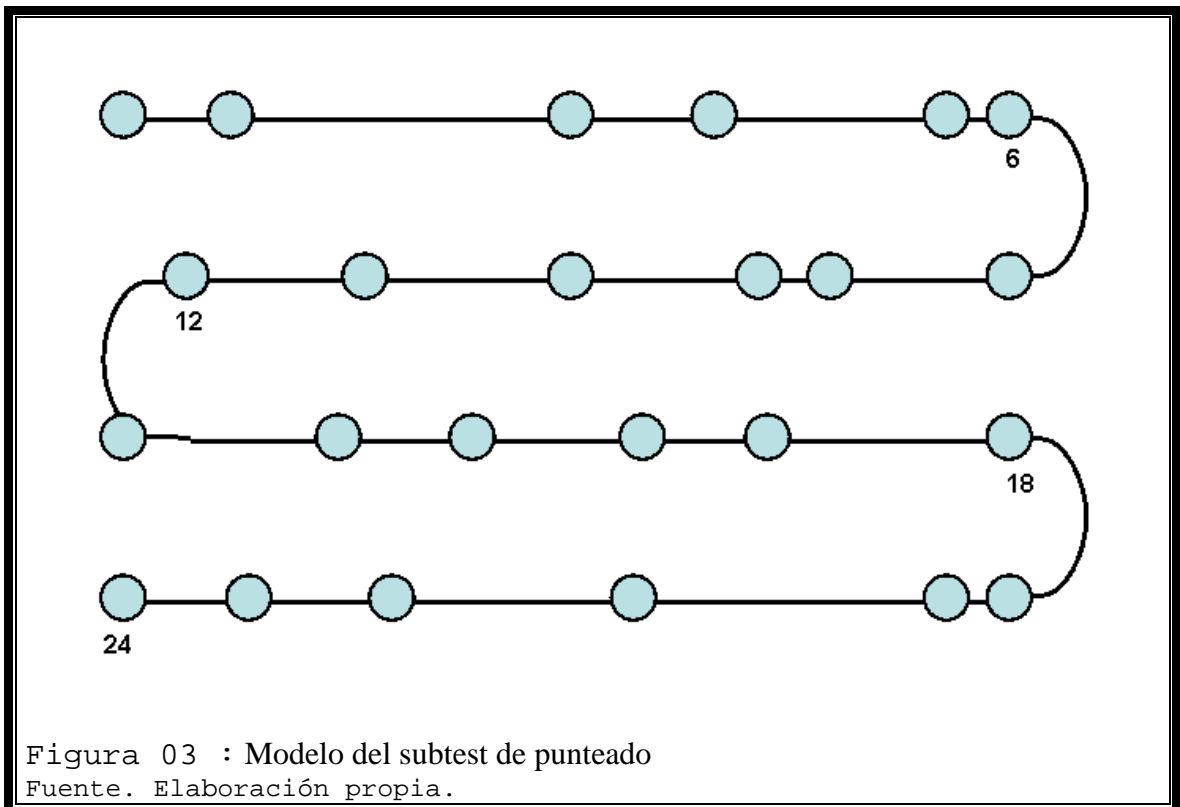 6
12
18
24
Figura 03 : Modelo del subtest de punteado
Fuente. Elaboración propia.